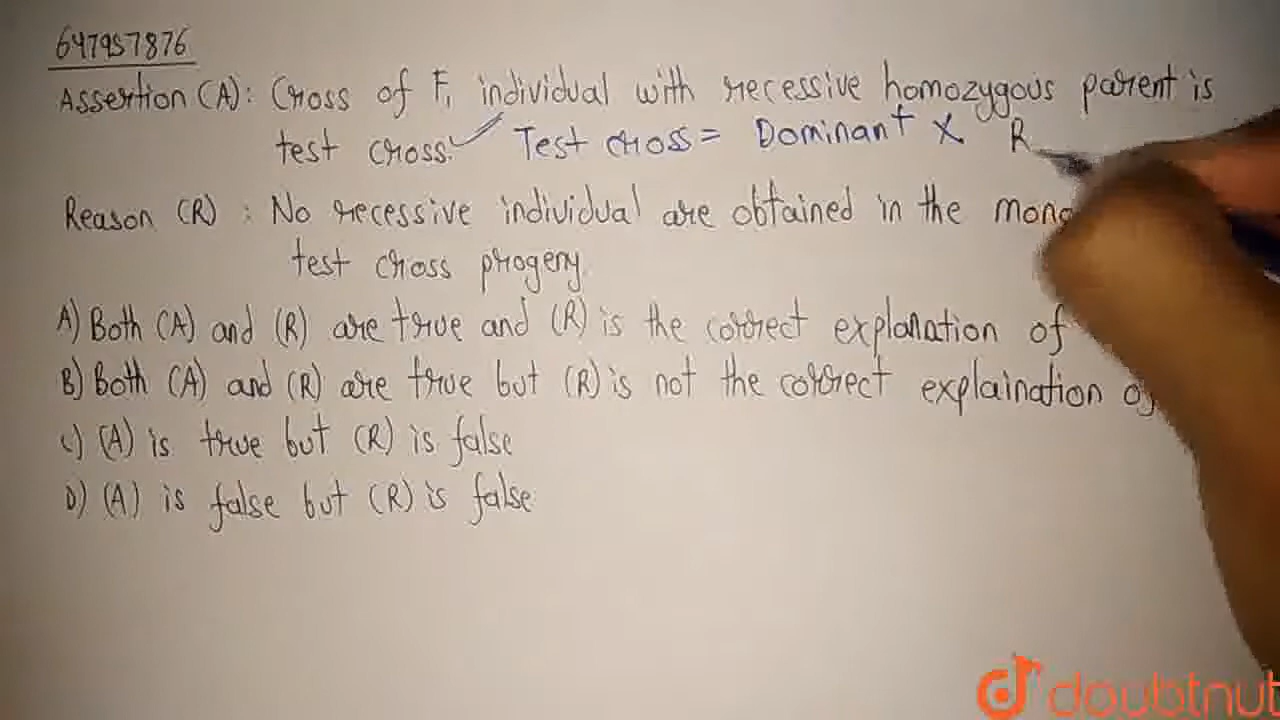 647957876
Assertion (A): Cross of F1 individual with recessive homozygous parent is
test cross. ✓ Test cross = Dominant × R
Reason (R) : No recessive individual are obtained in the
test cross progeny.
A) Both (A) and (R) are true and (R) is the correct explanation of
B) Both (A) and (R) are true but (R) is not the correct explaination of
C) (A) is true but (R) is false
D) (A) is false but (R) is false
doubtnut